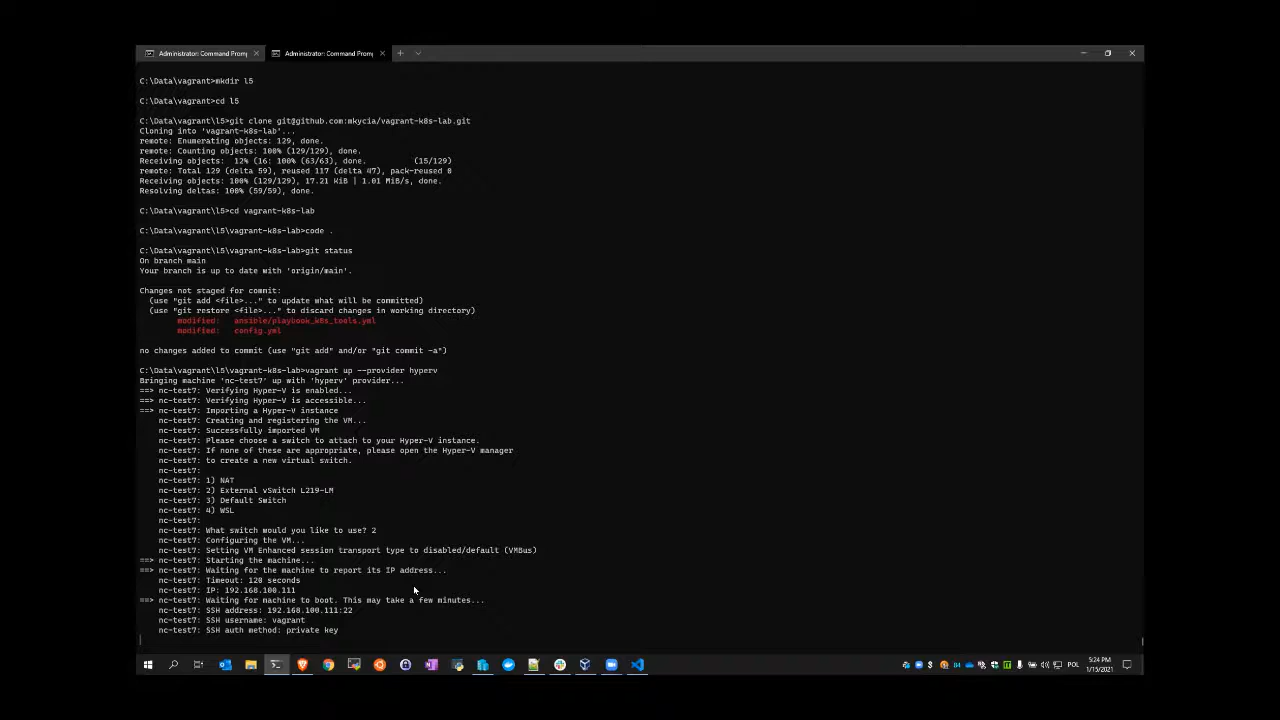 Administrator: Command Promp
Administrator: Command Promp
C:\Data\vagrant>mkdir l5
C:\Data\vagrant>cd l5
C:\Data\vagrant\l5>git clone git@github.com:mkycia/vagrant-k8s-lab.git
Cloning into 'vagrant-k8s-lab'...
remote: Enumerating objects: 129, done.
remote: Counting objects: 100% (129/129), done.
Receiving objects:  12% (16: 100% (63/63), done.          (15/129)
remote: Total 129 (delta 59), reused 117 (delta 47), pack-reused 0
Receiving objects: 100% (129/129), 17.21 KiB | 1.01 MiB/s, done.
Resolving deltas: 100% (59/59), done.
C:\Data\vagrant\l5>cd vagrant-k8s-lab
C:\Data\vagrant\l5\vagrant-k8s-lab>code .
C:\Data\vagrant\l5\vagrant-k8s-lab>git status
On branch main
Your branch is up to date with 'origin/main'.
Changes not staged for commit:
  (use "git add <file>..." to update what will be committed)
  (use "git restore <file>..." to discard changes in working directory)
        modified:   ansible/playbook_k8s_tools.yml
        modified:   config.yml
no changes added to commit (use "git add" and/or "git commit -a")
C:\Data\vagrant\l5\vagrant-k8s-lab>vagrant up --provider hyperv
Bringing machine 'nc-test7' up with 'hyperv' provider...
==> nc-test7: Verifying Hyper-V is enabled...
==> nc-test7: Verifying Hyper-V is accessible...
==> nc-test7: Importing a Hyper-V instance
    nc-test7: Creating and registering the VM...
    nc-test7: Successfully imported VM
    nc-test7: Please choose a switch to attach to your Hyper-V instance.
    nc-test7: If none of these are appropriate, please open the Hyper-V manager
    nc-test7: to create a new virtual switch.
    nc-test7:
    nc-test7: 1) NAT
    nc-test7: 2) External vSwitch L219-LM
    nc-test7: 3) Default Switch
    nc-test7: 4) WSL
    nc-test7:
    nc-test7: What switch would you like to use? 2
    nc-test7: Configuring the VM...
    nc-test7: Setting VM Enhanced session transport type to disabled/default (VMBus)
==> nc-test7: Starting the machine...
==> nc-test7: Waiting for the machine to report its IP address...
    nc-test7: Timeout: 120 seconds
    nc-test7: IP: 192.168.100.111
==> nc-test7: Waiting for machine to boot. This may take a few minutes...
    nc-test7: SSH address: 192.168.100.111:22
    nc-test7: SSH username: vagrant
    nc-test7: SSH auth method: private key
POL
5:24 PM
1/15/2021